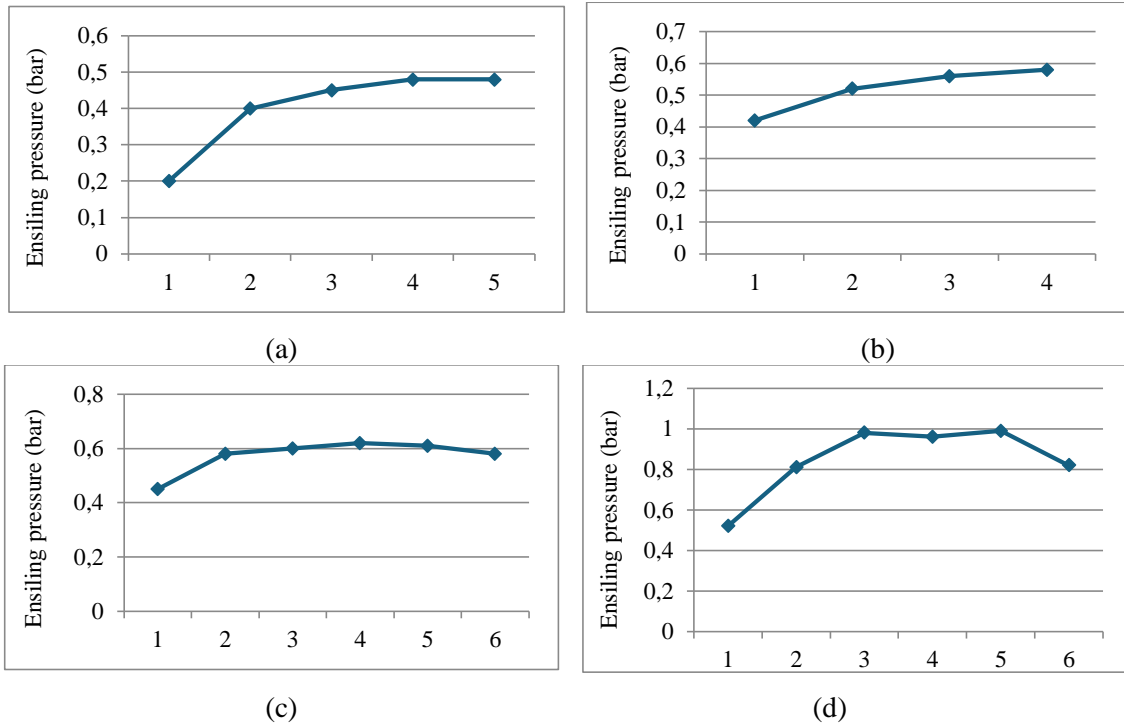 Ensiling pressure (bar)
0,6
0,5
0,4
0,3
0,2
0,1
0
1 2 3 4 5
(a)
Ensiling pressure (bar)
0,7
0,6
0,5
0,4
0,3
0,2
0,1
0
1 2 3 4
(b)
Ensiling pressure (bar)
0,8
0,6
0,4
0,2
0
1 2 3 4 5 6
(c)
Ensiling pressure (bar)
1,2
1
0,8
0,6
0,4
0,2
0
1 2 3 4 5 6
(d)